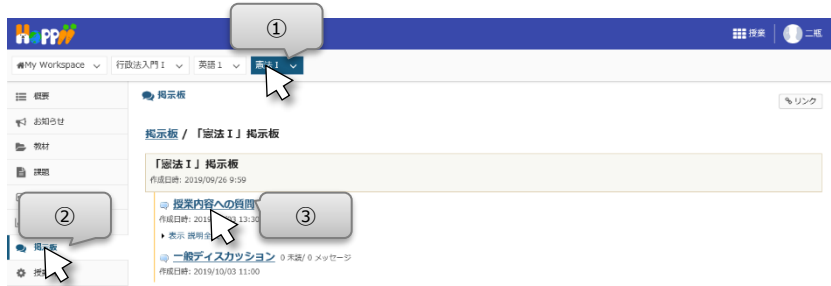 Hoppii
①
授業
二瓶
My Workspace
行政法入門Ⅰ
英語1
憲法Ⅰ
概要
掲示板
リンク
お知らせ
掲示板 / 「憲法Ⅰ」掲示板
教材
課題
「憲法Ⅰ」掲示板
作成日時: 2019/09/26 9:59
②
授業内容への質問
③
作成日時: 2019 13:30
掲示板
表示 説明全
一般ディスカッション 0 未読/ 0 メッセージ
作成日時: 2019/10/03 11:00